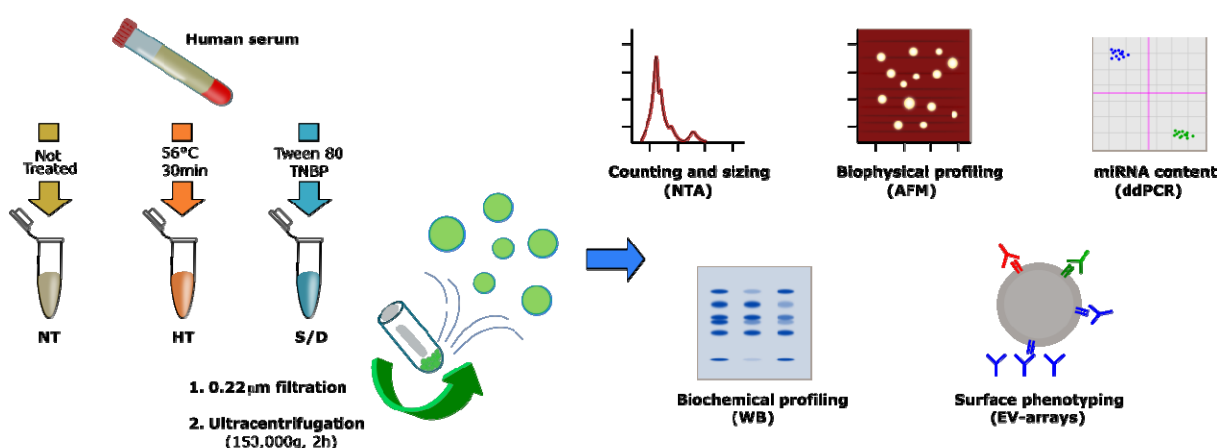 Human serum
Not
Treated
56°C
30min
Tween 80
TNBP
NT
HT
S/D
1. 0.22μm filtration
2. Ultracentrifugation
(153,000g, 2h)
Counting and sizing
(NTA)
Biophysical profiling
(AFM)
miRNA content
(ddPCR)
Biochemical profiling
(WB)
Surface phenotyping
(EV-arrays)